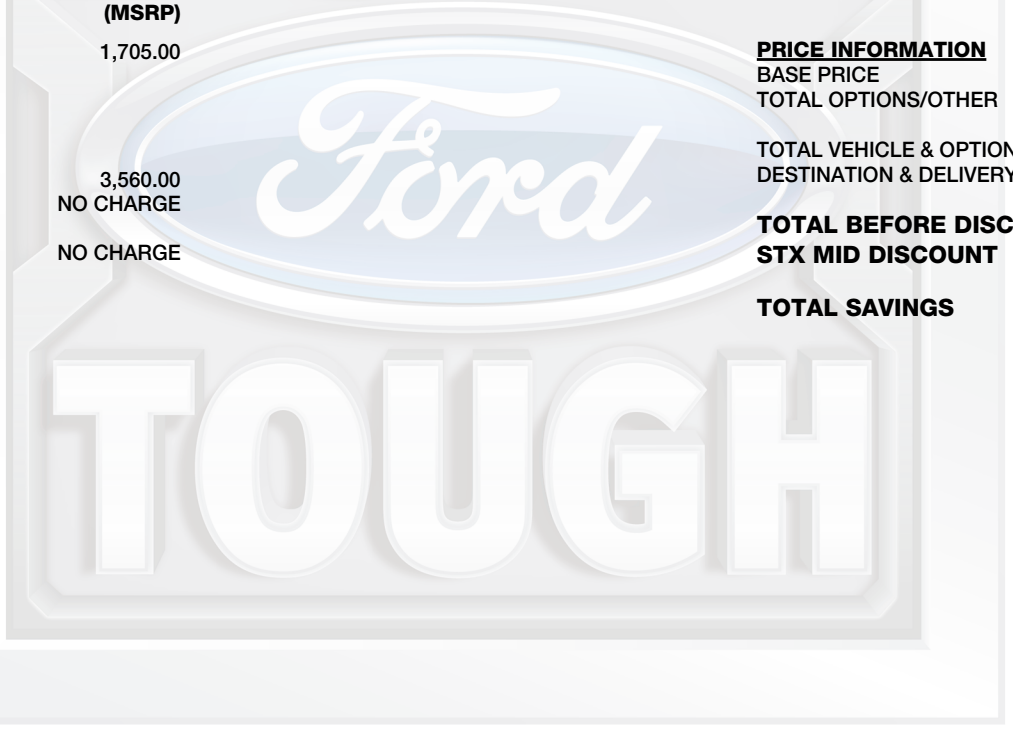 (MSRP)
1,705.00
3,560.00
NO CHARGE
NO CHARGE
PRICE INFORMATION
BASE PRICE
TOTAL OPTIONS/OTHER
TOTAL VEHICLE & OPTION
DESTINATION & DELIVERY
TOTAL BEFORE DISC
STX MID DISCOUNT
TOTAL SAVINGS
Ford
TOUGH